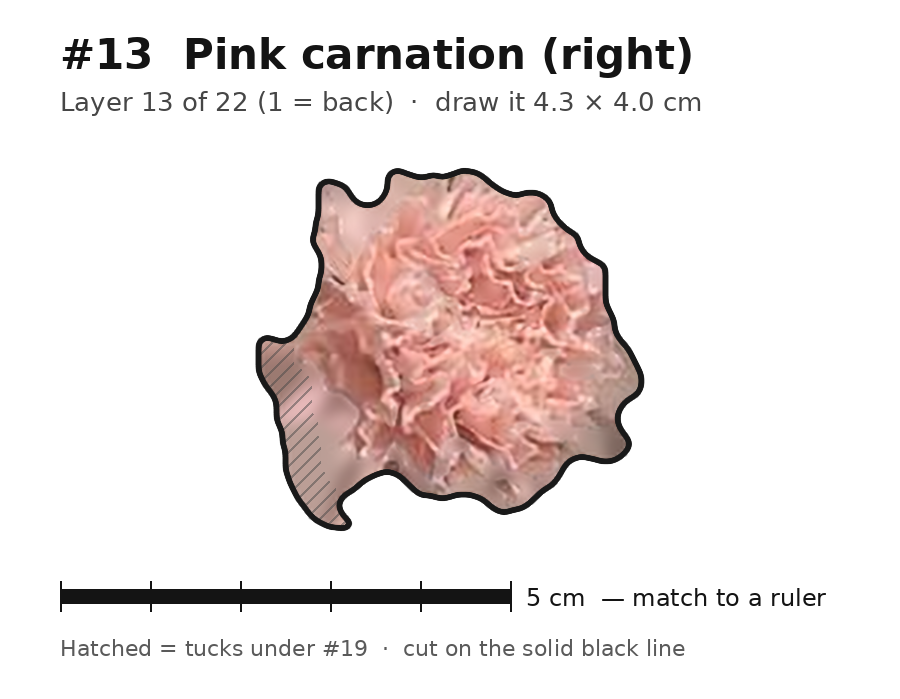 #13 Pink carnation (right)
Layer 13 of 22 (1 = back) · draw it 4.3 × 4.0 cm
5 cm — match to a ruler
Hatched = tucks under #19 · cut on the solid black line